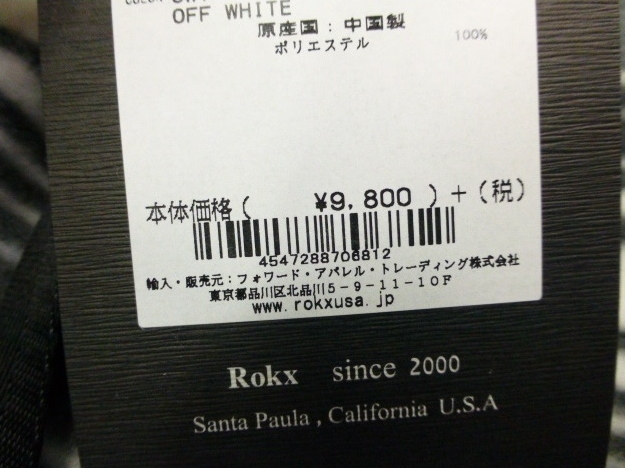 OFF WHITE
原産国:中国製
ポリエステル 100%
本体価格( ¥9,800 )+(税)
4547288706812
輸入・販売元:フォワード・アパレル・トレーディング株式会社
東京都品川区北品川5-9-11-10F
www.rokxusa.jp
Rokx since 2000
Santa Paula , California U.S.A